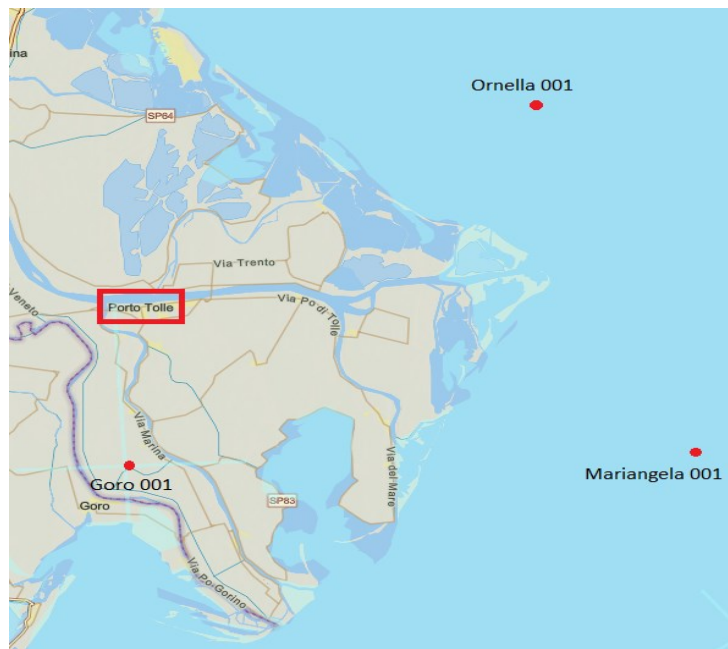 ina
Ornella 001
SP64
Via Trento
Veneto
Porto Tolle
Via Po di Tolle
Via Marina
Via del Mare
Mariangela 001
Goro 001
Goro
SP83
Via Po Gorino